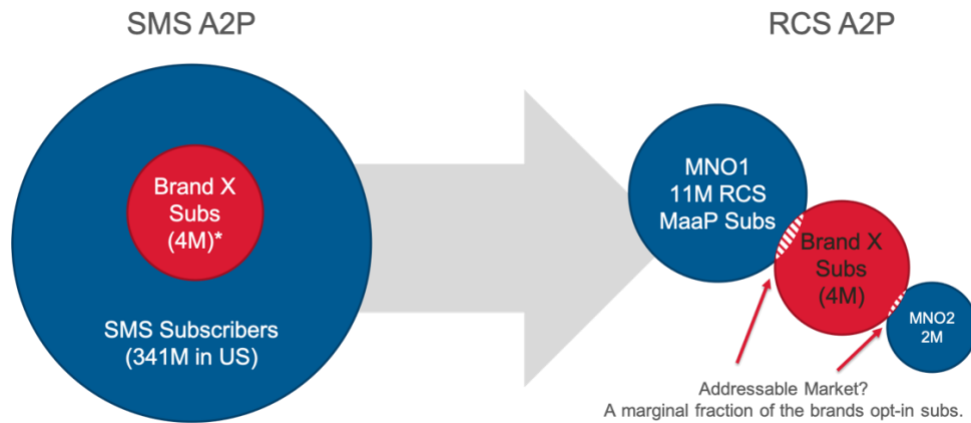 SMS A2P
RCS A2P
Brand X
Subs
(4M)*
SMS Subscribers
(341M in US)
MNO1
11M RCS
MaaP Subs
Brand X
Subs
(4M)
MNO2
2M
Addressable Market?
A marginal fraction of the brands opt-in subs.